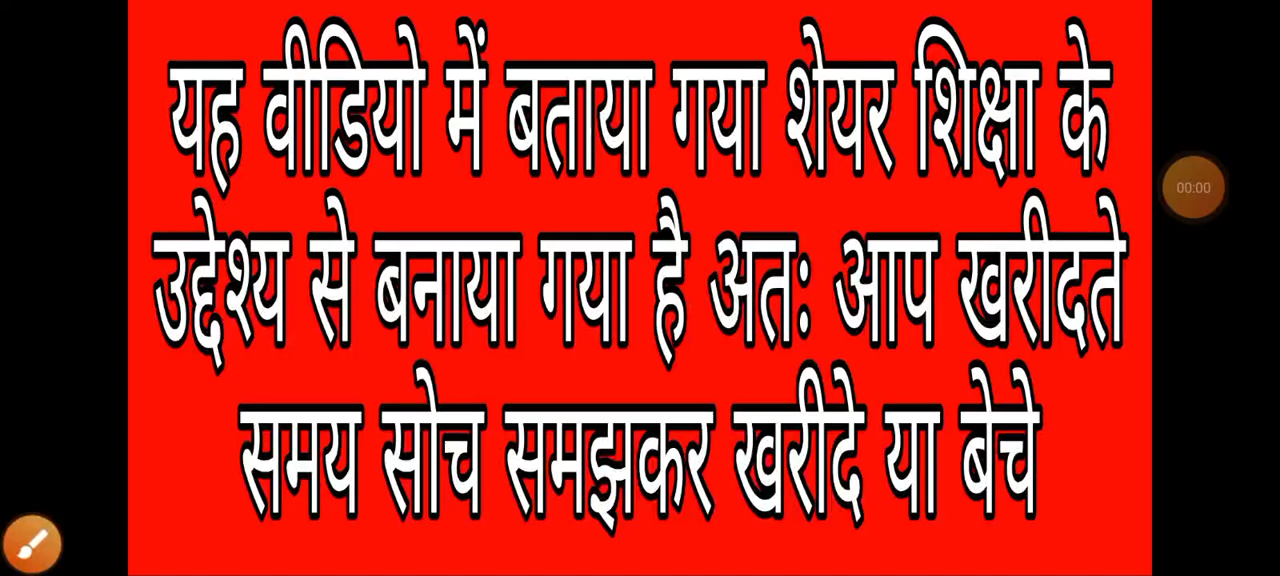 यह वीडियो में बताया गया शेयर शिक्षा के
उद्देश्य से बनाया गया है अतः आप खरीदते
समय सोच समझकर खरीदे या बेचे
00:00